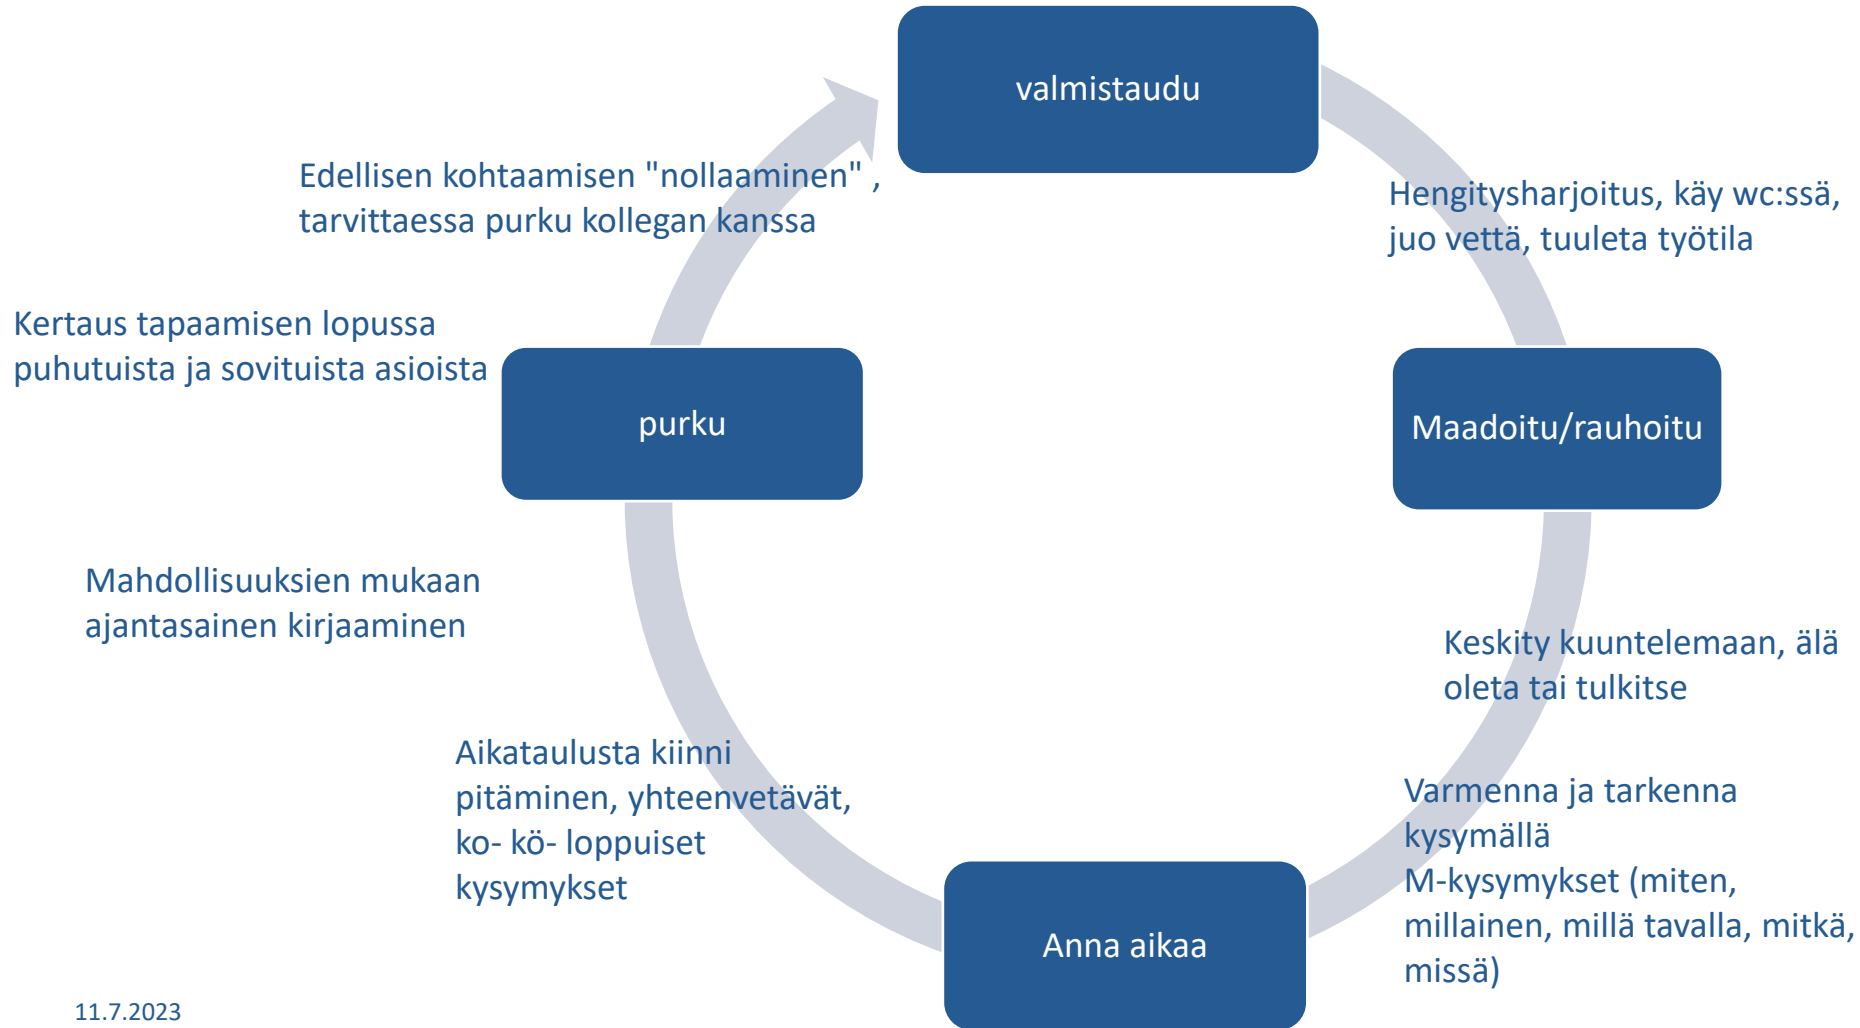 valmistaudu
Hengitysharjoitus, käy wc:ssä,
juo vettä, tuuleta työtila
Maadoitu/rauhoitu
Keskity kuuntelemaan, älä
oleta tai tulkitse
Varmenna ja tarkenna
kysymällä
M-kysymykset (miten,
millainen, millä tavalla, mitkä,
missä)
Anna aikaa
Aikataulusta kiinni
pitäminen, yhteenvetävät,
ko- kö- loppuiset
kysymykset
Mahdollisuuksien mukaan
ajantasainen kirjaaminen
purku
Kertaus tapaamisen lopussa
puhutuista ja sovituista asioista
Edellisen kohtaamisen "nollaaminen" ,
tarvittaessa purku kollegan kanssa
11.7.2023